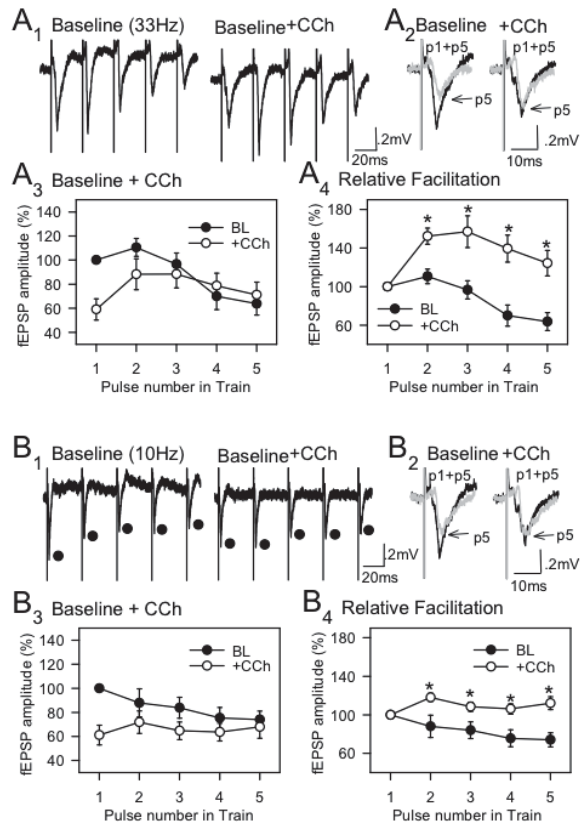 A1 Baseline (33Hz)
Baseline+CCh
.2mV
20ms
A2 Baseline +CCh
p1+p5
p1+p5
p5
p5
.2mV
10ms
A3 Baseline + CCh
fEPSP amplitude (%)
140
120
100
80
60
40
BL
+CCh
1 2 3 4 5
Pulse number in Train
A4 Relative Facilitation
fEPSP amplitude (%)
180
140
100
60
* * * *
BL
+CCh
1 2 3 4 5
Pulse number in Train
B1 Baseline (10Hz)
Baseline+CCh
.2mV
20ms
B2 Baseline +CCh
p1+p5
p1+p5
p5
.2mV
10ms
B3 Baseline + CCh
fEPSP amplitude (%)
140
120
100
80
60
40
BL
+CCh
1 2 3 4 5
Pulse number in Train
B4 Relative Facilitation
fEPSP amplitude (%)
180
140
100
60
BL
+CCh
* * * *
1 2 3 4 5
Pulse number in Train